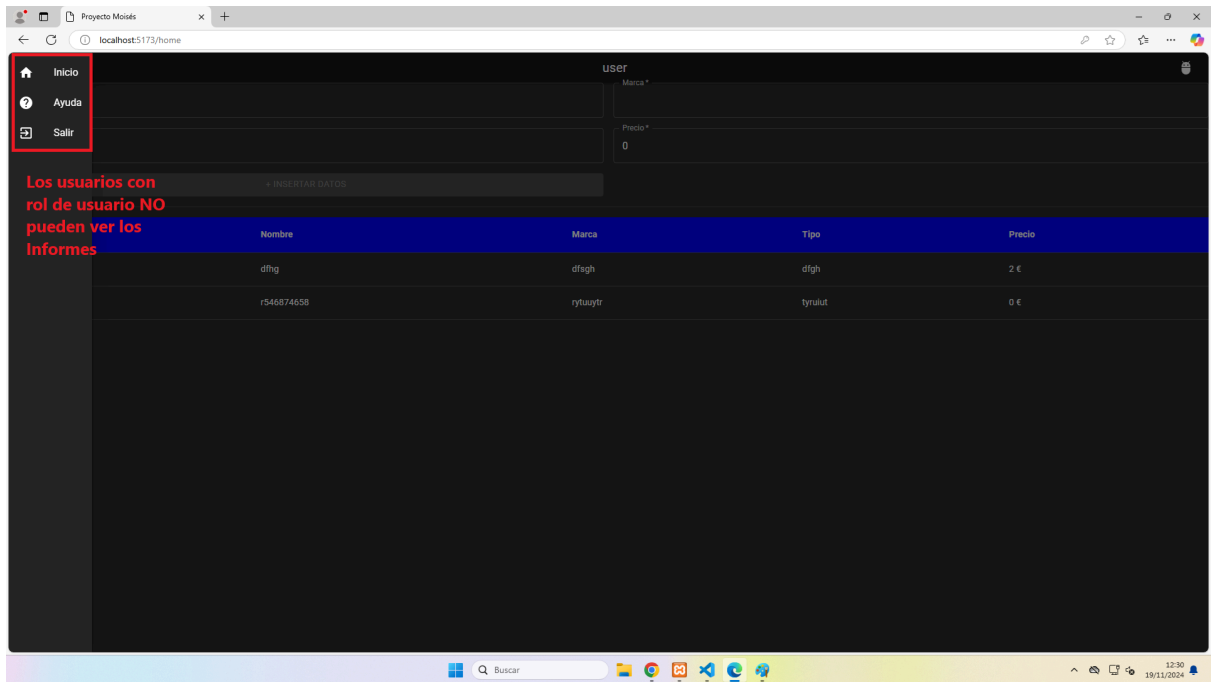 Proyecto Moisés
localhost:5173/home
Inicio
user
Ayuda
Marca *
Salir
Precio *
0
Los usuarios con
rol de usuario NO
pueden ver los
Informes
+ INSERTAR DATOS
Nombre Marca Tipo Precio
dfhg dfsgh dfgh 2 €
r546874658 rytuuytr tyruiut 0 €
Buscar
12:30
19/11/2024